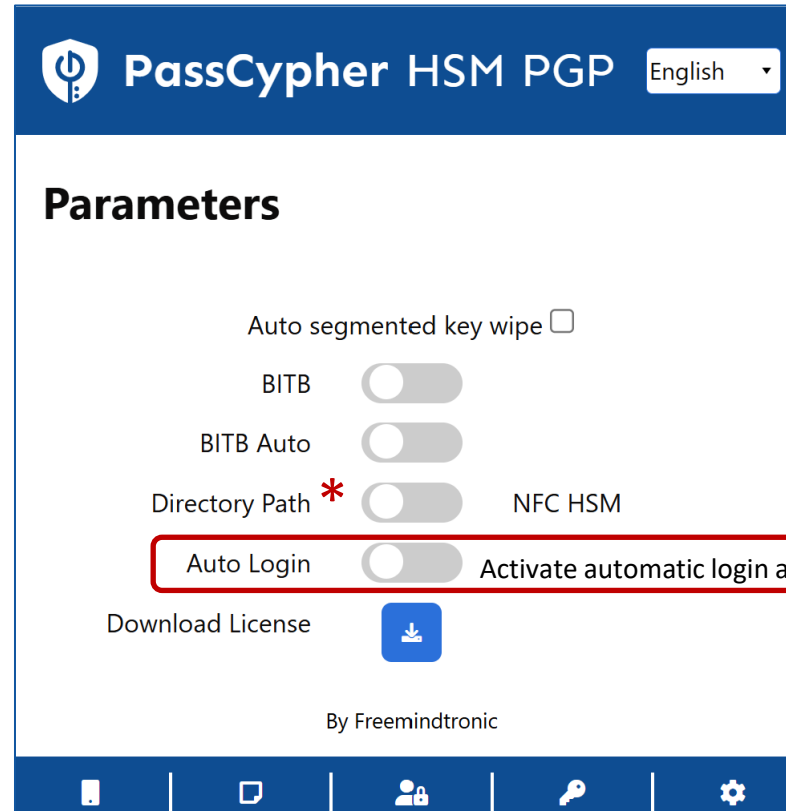 PassCypher HSM PGP English
Parameters
Auto segmented key wipe
BITB
BITB Auto
Directory Path * NFC HSM
Auto Login Activate automatic login a
Download License
By Freemindtronic